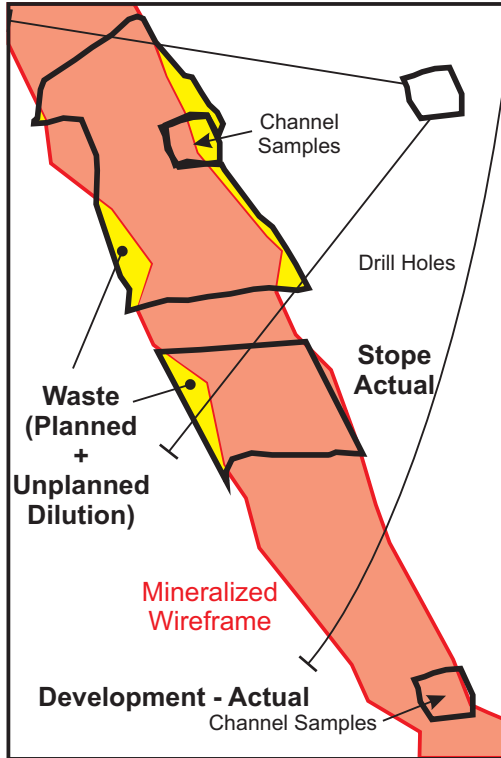 Channel
Samples
Drill Holes
Stope
Actual
Waste
(Planned
+
Unplanned
Dilution)
Mineralized
Wireframe
Development - Actual
Channel Samples